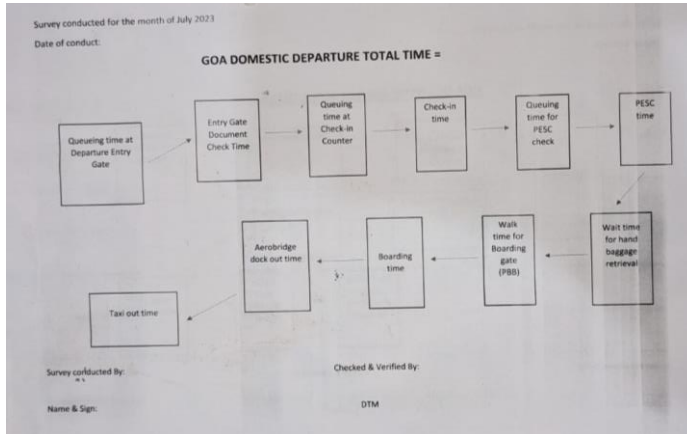 Survey conducted for the month of July 2023
Date of conduct:
GOA DOMESTIC DEPARTURE TOTAL TIME =
Queueing time at
Departure Entry
Gate
Entry Gate
Document
Check Time
Queuing
time at
Check-in
Counter
Check-in
time
Queuing
time for
PESC
check
PESC
time
Wait time
for hand
baggage
retrieval
Walk
time for
Boarding
gate
(PBB)
Boarding
time
Aerobridge
dock out time
Taxi out time
Survey conducted By:
Checked & Verified By:
Name & Sign:
DTM